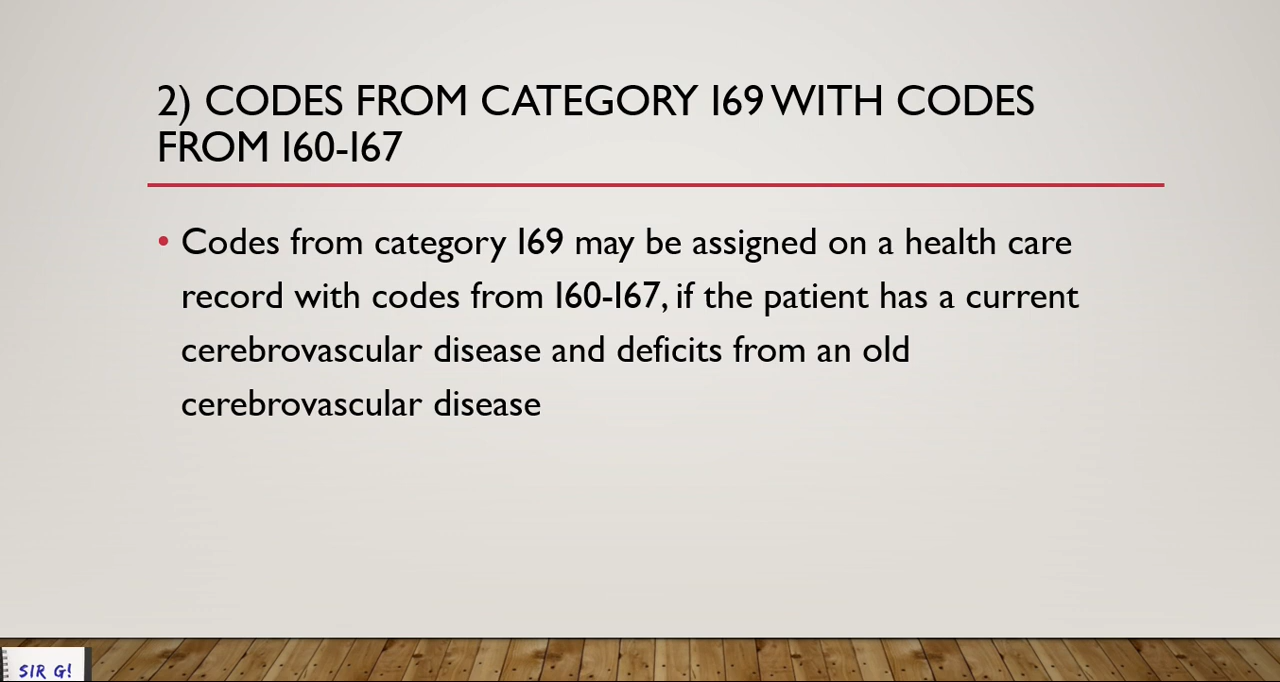 2) CODES FROM CATEGORY I69 WITH CODES
FROM I60-I67
• Codes from category I69 may be assigned on a health care
record with codes from I60-I67, if the patient has a current
cerebrovascular disease and deficits from an old
cerebrovascular disease
SIR G!